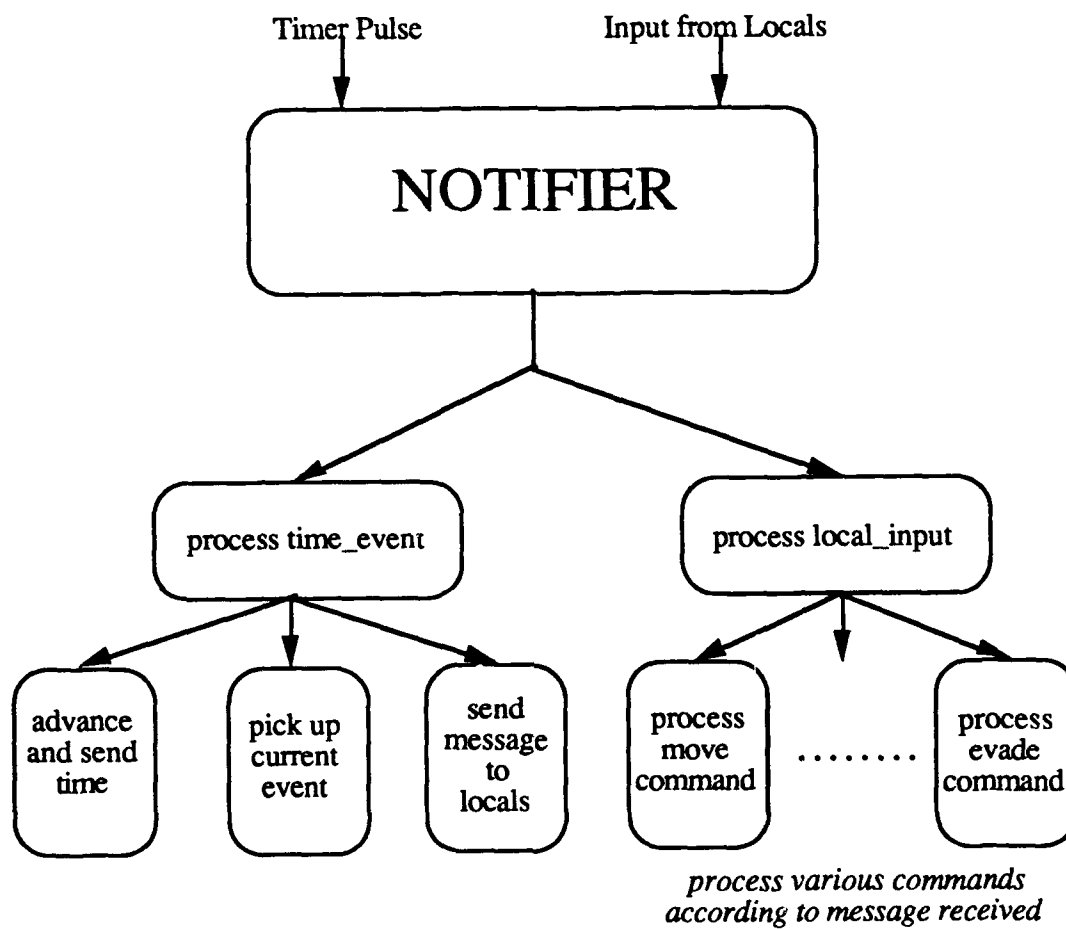 Timer Pulse
Input from Locals
NOTIFIER
process time_event
process local_input
advance
and send
time
pick up
current
event
send
message
to
locals
process
move
command
........
process
evade
command
process various commands
according to message received